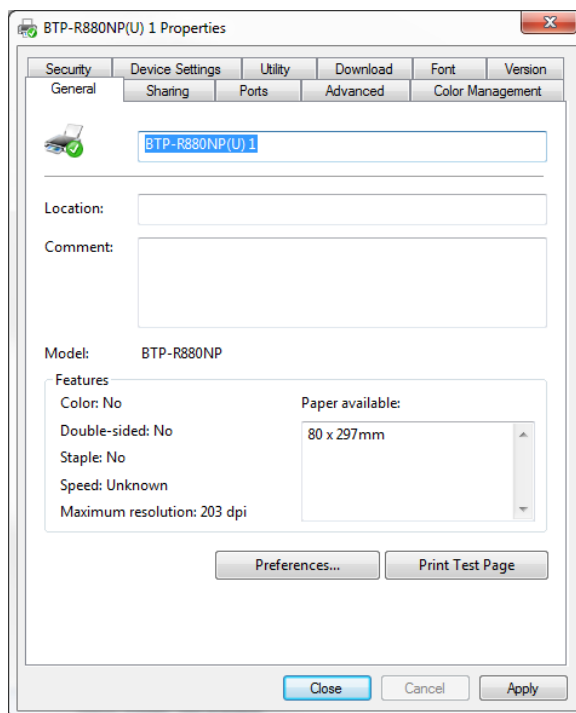 BTP-R880NP(U) 1 Properties
Security Device Settings Utility Download Font Version
General Sharing Ports Advanced Color Management
BTP-R880NP(U) 1
Location:
Comment:
Model: BTP-R880NP
Features
Color: No
Paper available:
Double-sided: No
80 x 297mm
Staple: No
Speed: Unknown
Maximum resolution: 203 dpi
Preferences... Print Test Page
Close Cancel Apply